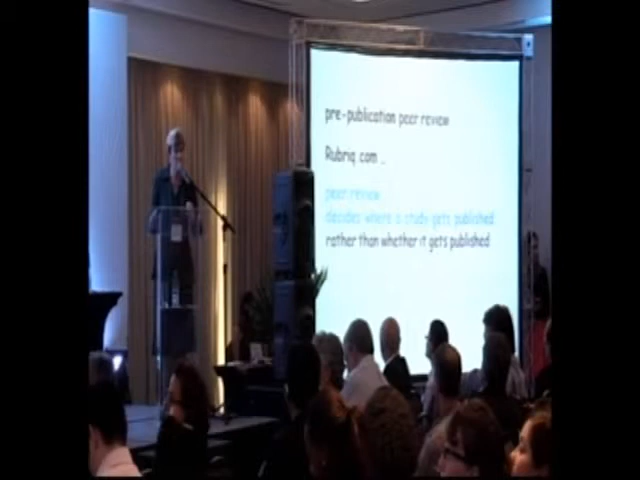 pre-publication peer review
Rubriq.com ...
peer review
decides where a study gets published
rather than whether it gets published